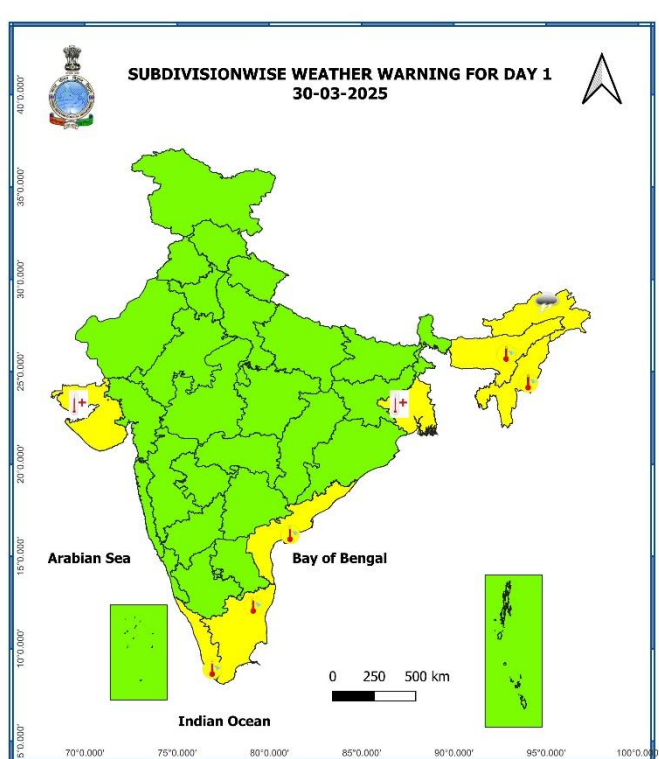 SUBDIVISIONWISE WEATHER WARNING FOR DAY 1
30-03-2025
40°0.000'
35°0.000'
30°0.000'
25°0.000'
20°0.000'
15°0.000'
10°0.000'
5°0.000'
Arabian Sea
Bay of Bengal
0 250 500 km
Indian Ocean
70°0.000' 75°0.000' 80°0.000' 85°0.000' 90°0.000' 95°0.000' 100°0.000'